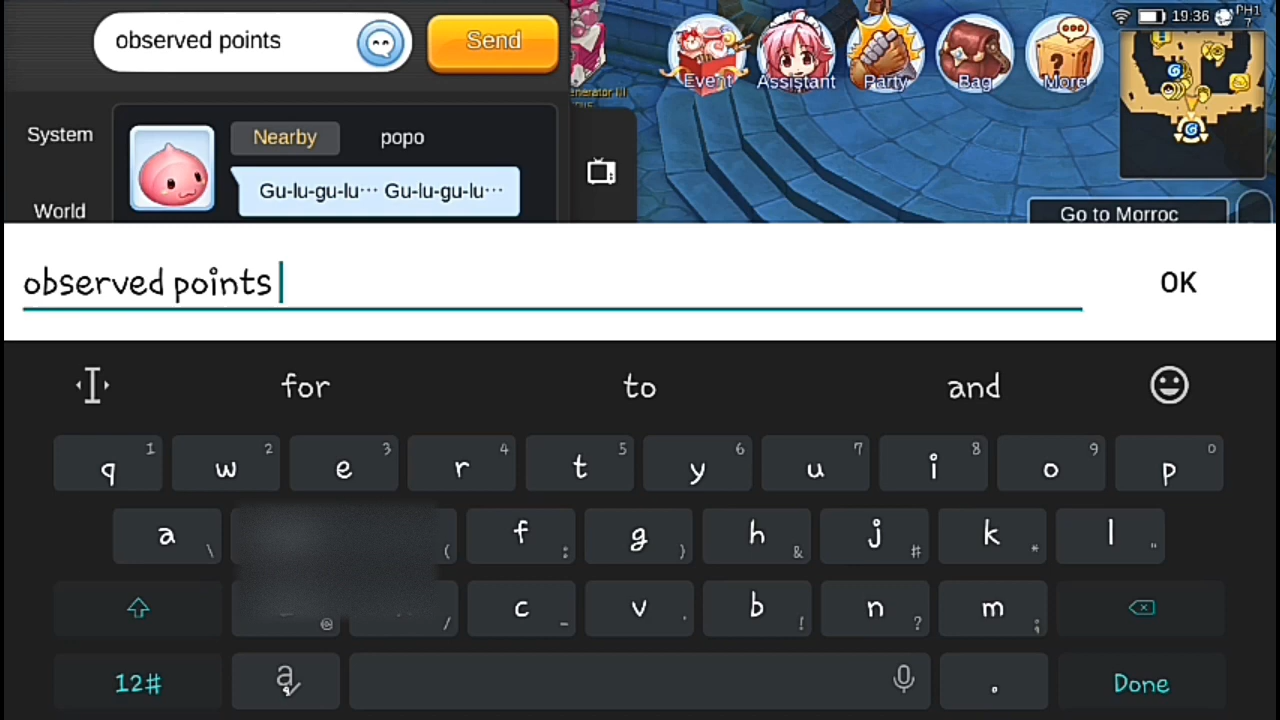 observed points
Send
19:36
PH1
7
Event
Assistant
Party
Bag
More
System
Nearby
popo
Gu-lu-gu-lu··· Gu-lu-gu-lu···
World
Go to Morroc
observed points
OK
for
to
and
q 1 w 2 e 3 r 4 t 5 y 6 u 7 i 8 o 9 p 0
a \ ( f : g ) h & j # k * l "
@ / c - v ' b ! n ? m ;
12#
a
.
Done